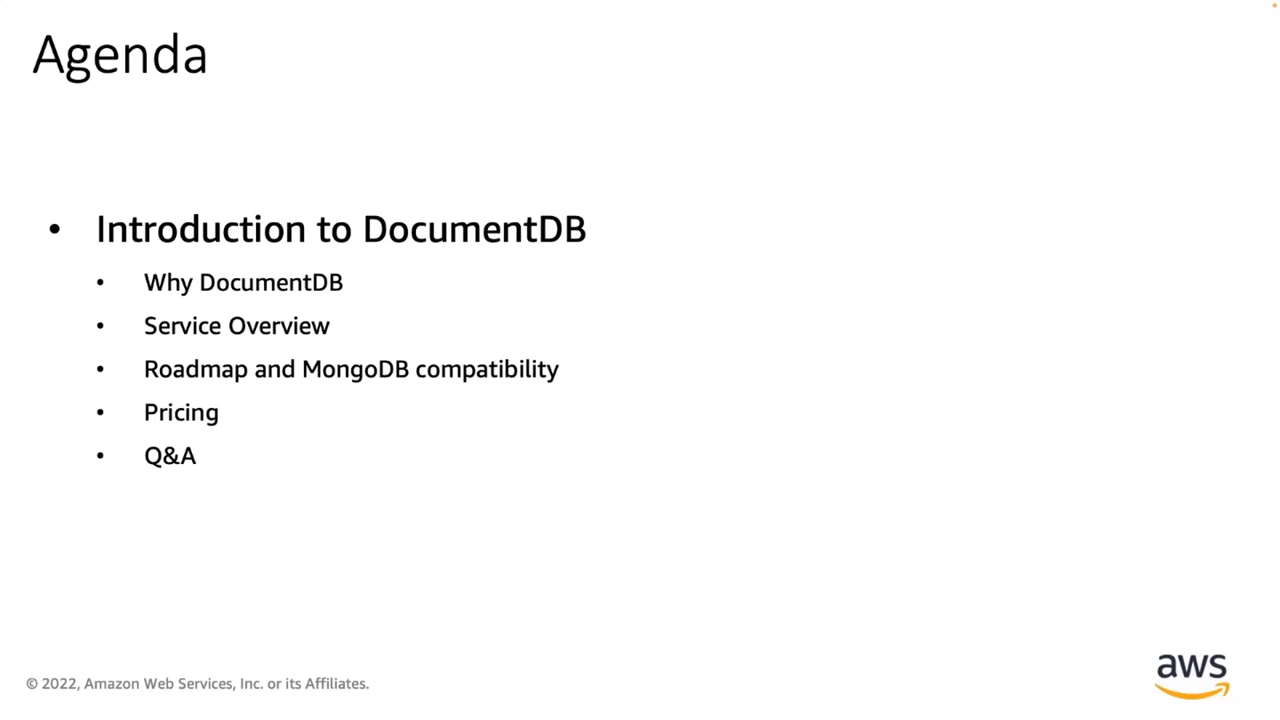 Agenda
• Introduction to DocumentDB
• Why DocumentDB
• Service Overview
• Roadmap and MongoDB compatibility
• Pricing
• Q&A
© 2022, Amazon Web Services, Inc. or its Affiliates.
aws